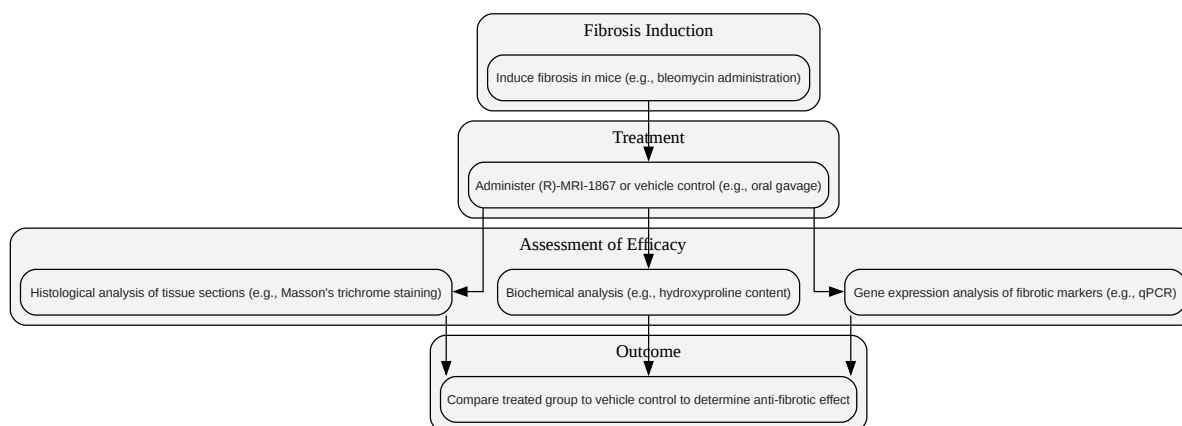 Fibrosis Induction
Induce fibrosis in mice (e.g., bleomycin administration)
Treatment
Administer (R)-MRI-1867 or vehicle control (e.g., oral gavage)
Assessment of Efficacy
Histological analysis of tissue sections (e.g., Masson's trichrome staining)
Biochemical analysis (e.g., hydroxyproline content)
Gene expression analysis of fibrotic markers (e.g., qPCR)
Outcome
Compare treated group to vehicle control to determine anti-fibrotic effect